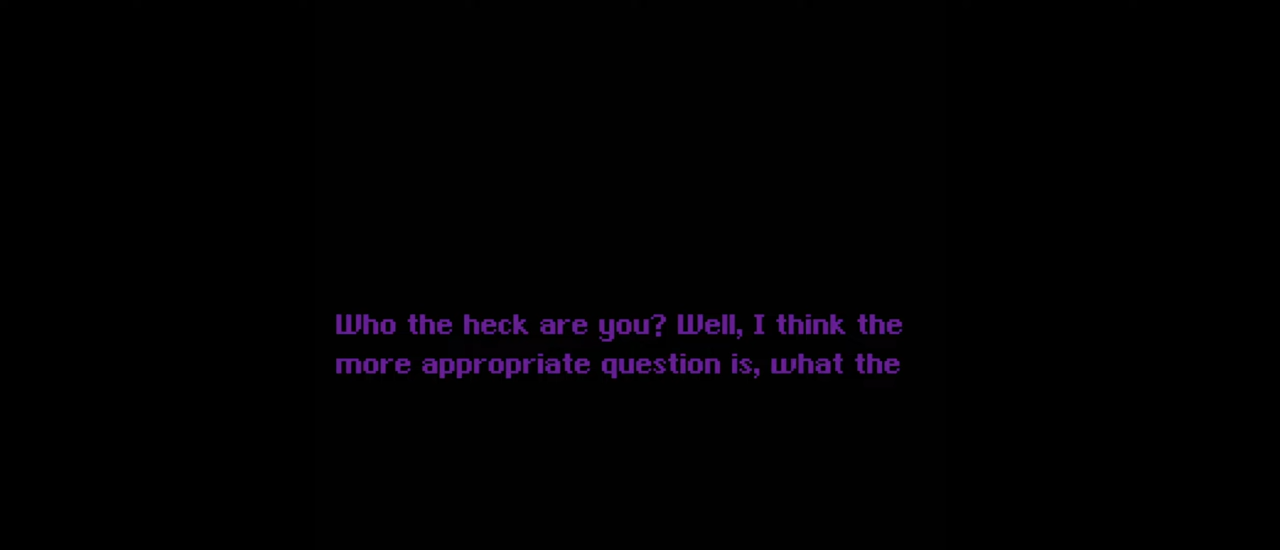 Who the heck are you? Well, I think the
more appropriate question is, what the